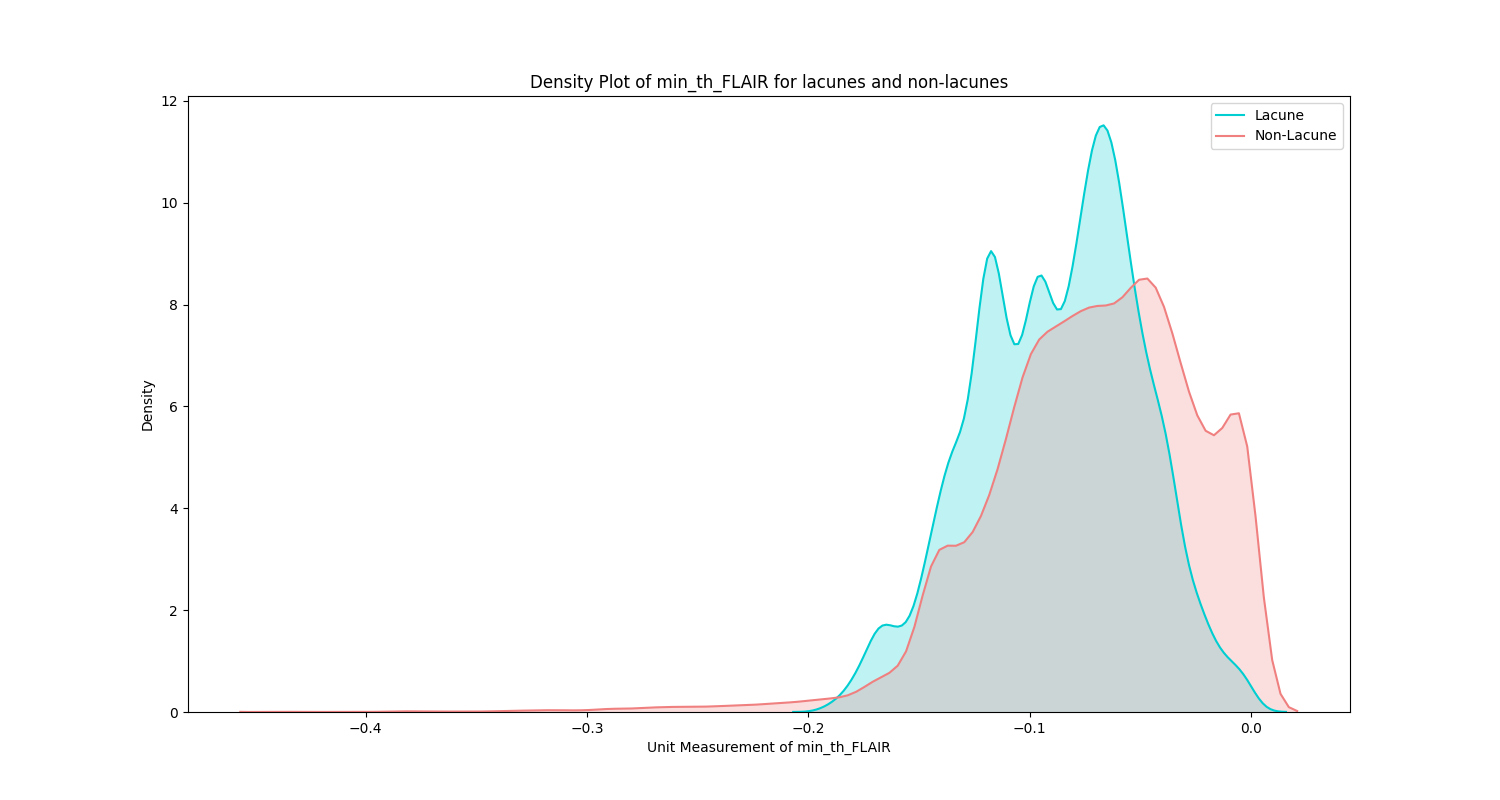 Density Plot of min_th_FLAIR for lacunes and non-lacunes
Lacune
Non-Lacune
Density
12
10
8
6
4
2
0
−0.4
−0.3
−0.2
−0.1
0.0
Unit Measurement of min_th_FLAIR